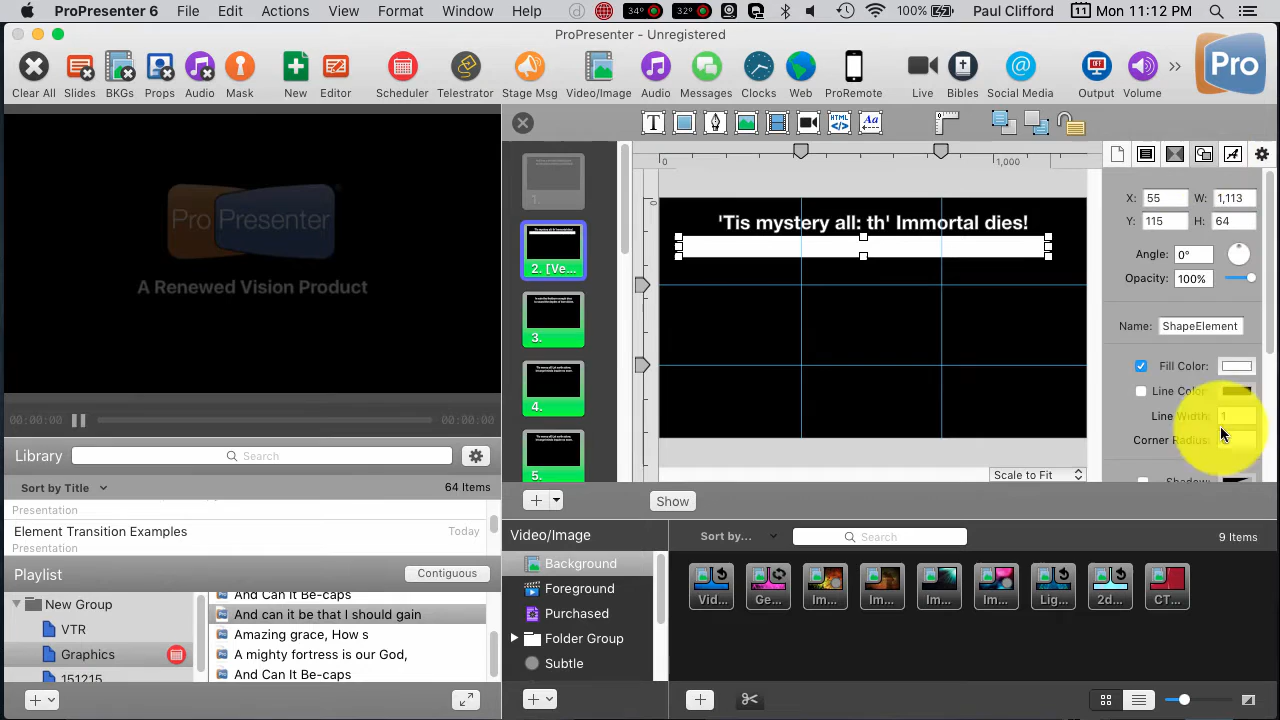 ProPresenter 6 File Edit Actions View Format Window Help 34° 32° 100% Paul Clifford 11 Mon 11:12 PM
ProPresenter - Unregistered
Clear All Slides BKGs Props Audio Mask New Editor Scheduler Telestrator Stage Msg Video/Image Audio Messages Clocks Web ProRemote Live Bibles Social Media Output Volume
Pro
T HTML Aa
0 1,000
0
Pro Presenter
A Renewed Vision Product
00:00:00 00:00:00
1.
2. [Ve...
3.
4.
5.
'Tis mystery all: th' Immortal dies!
X: 55 W: 1,113
Y: 115 H: 64
Angle: 0°
Opacity: 100%
Name: ShapeElement
Fill Color:
Line Color:
Line Width: 1
Corner Radius:
Shadow:
Scale to Fit
Show
Library Search
Sort by Title 64 Items
Presentation
Element Transition Examples Today
Presentation
Playlist Contiguous
New Group
VTR
Graphics
151215
And Can It Be-caps
And can it be that I should gain
Amazing grace, How s
A mighty fortress is our God,
And Can It Be-caps
Video/Image
Background
Foreground
Purchased
Folder Group
Subtle
Sort by... Search 9 Items
Vid... Ge... Im... Im... Im... Im... Lig... 2d... CT...